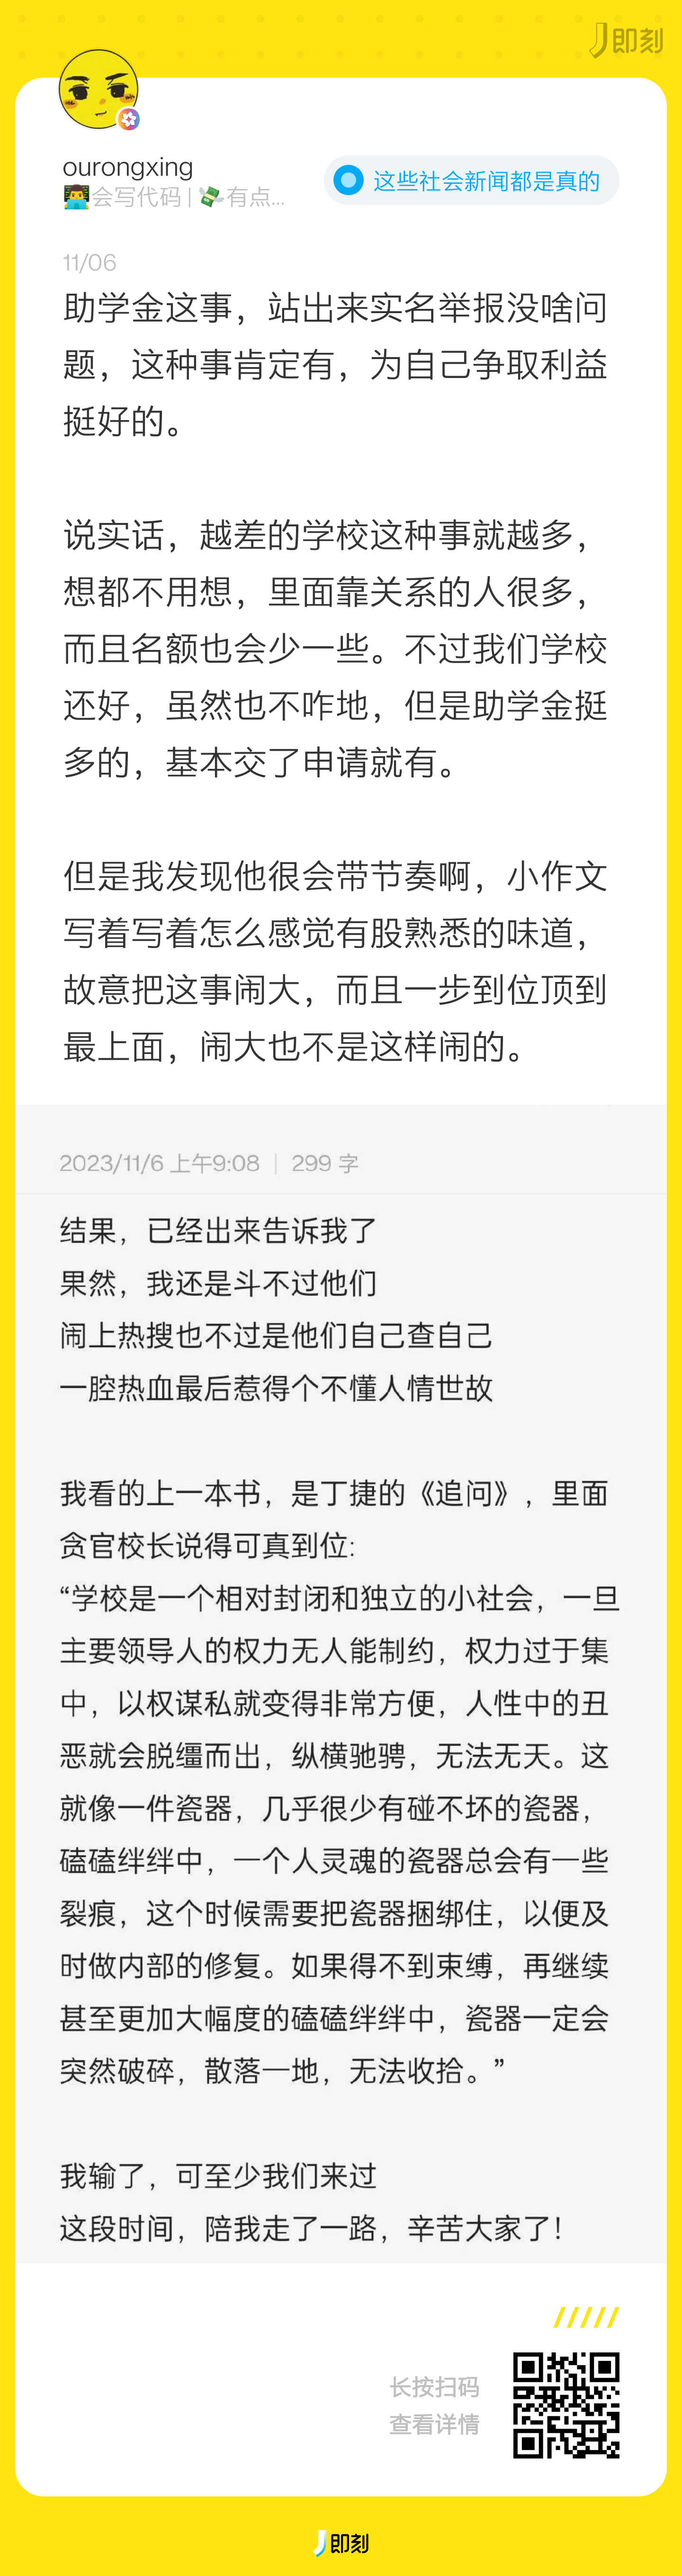 即刻
ourongxing
这些社会新闻都是真的
👨‍💻会写代码 | 💸有点...
11/06
助学金这事，站出来实名举报没啥问
题，这种事肯定有，为自己争取利益
挺好的。
说实话，越差的学校这种事就越多，
想都不用想，里面靠关系的人很多，
而且名额也会少一些。不过我们学校
还好，虽然也不咋地，但是助学金挺
多的，基本交了申请就有。
但是我发现他很会带节奏啊，小作文
写着写着怎么感觉有股熟悉的味道，
故意把这事闹大，而且一步到位顶到
最上面，闹大也不是这样闹的。
2023/11/6 上午9:08 | 299 字
结果，已经出来告诉我了
果然，我还是斗不过他们
闹上热搜也不过是他们自己查自己
一腔热血最后惹得个不懂人情世故
我看的上一本书，是丁捷的《追问》，里面
贪官校长说得可真到位:
“学校是一个相对封闭和独立的小社会，一旦
主要领导人的权力无人能制约，权力过于集
中，以权谋私就变得非常方便，人性中的丑
恶就会脱缰而出，纵横驰骋，无法无天。这
就像一件瓷器，几乎很少有碰不坏的瓷器，
磕磕绊绊中，一个人灵魂的瓷器总会有一些
裂痕，这个时候需要把瓷器捆绑住，以便及
时做内部的修复。如果得不到束缚，再继续
甚至更加大幅度的磕磕绊绊中，瓷器一定会
突然破碎，散落一地，无法收拾。”
我输了，可至少我们来过
这段时间，陪我走了一路，辛苦大家了!
长按扫码
查看详情
即刻